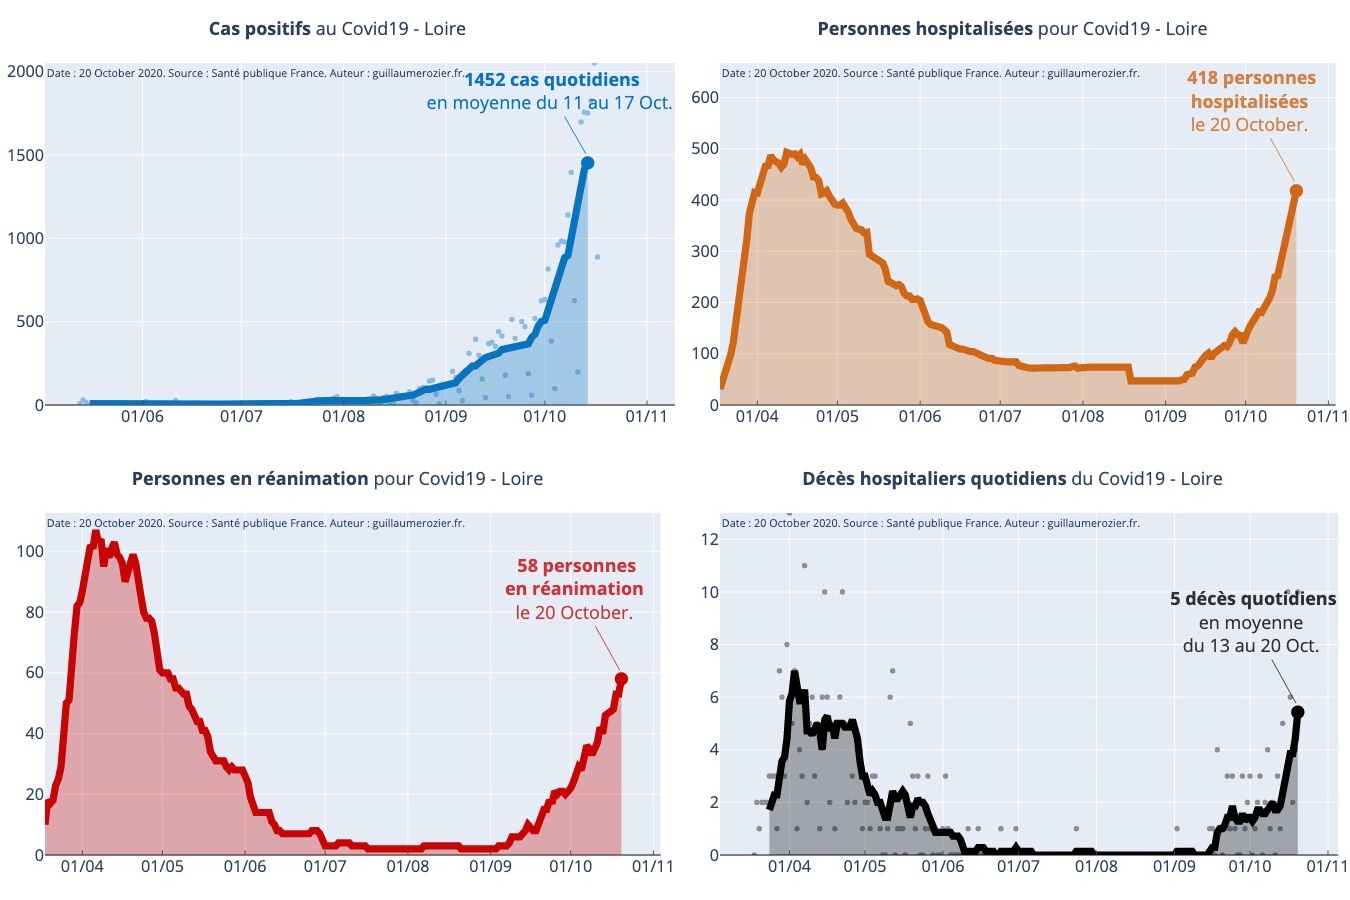 Cas positifs au Covid19 - Loire
Date : 20 October 2020. Source : Santé publique France. Auteur : guillaumerozier.fr.
1452 cas quotidiens
en moyenne du 11 au 17 Oct.
2000
1500
1000
500
0
01/06 01/07 01/08 01/09 01/10 01/11
Personnes hospitalisées pour Covid19 - Loire
Date : 20 October 2020. Source : Santé publique France. Auteur : guillaumerozier.fr.
418 personnes
hospitalisées
le 20 October.
600
500
400
300
200
100
0
01/04 01/05 01/06 01/07 01/08 01/09 01/10 01/11
Personnes en réanimation pour Covid19 - Loire
Date : 20 October 2020. Source : Santé publique France. Auteur : guillaumerozier.fr.
58 personnes
en réanimation
le 20 October.
100
80
60
40
20
0
01/04 01/05 01/06 01/07 01/08 01/09 01/10 01/11
Décès hospitaliers quotidiens du Covid19 - Loire
Date : 20 October 2020. Source : Santé publique France. Auteur : guillaumerozier.fr.
5 décès quotidiens
en moyenne
du 13 au 20 Oct.
12
10
8
6
4
2
0
01/04 01/05 01/06 01/07 01/08 01/09 01/10 01/11